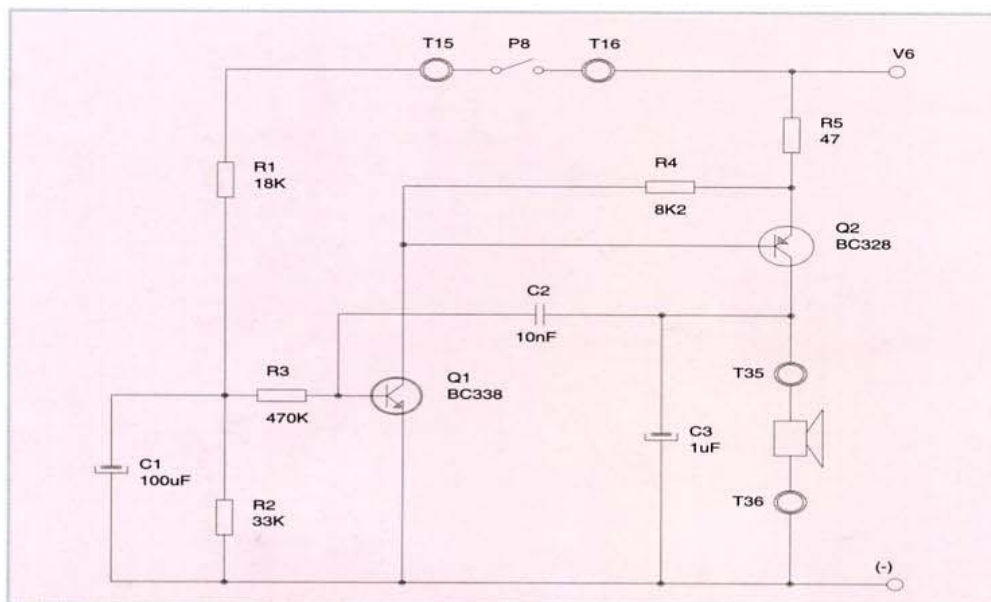 T15
P8
T16
V6
R5
47
R1
18K
R4
8K2
Q2
BC328
C2
10nF
R3
470K
Q1
BC338
T35
C3
1uF
C1
100uF
R2
33K
T36
(-)